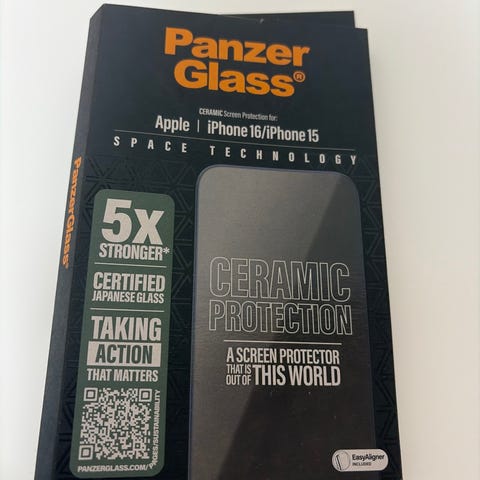 Panzer
Glass®
CERAMIC Screen Protection for:
Apple | iPhone 16/iPhone 15
SPACE TECHNOLOGY
PanzerGlass®
5X
STRONGER*
CERTIFIED
JAPANESE GLASS
TAKING
ACTION
THAT MATTERS
PANZERGLASS.COM/
GES/SUSTAINABILITY
CERAMIC
PROTECTION
A SCREEN PROTECTOR
THAT IS
OUT OF THIS WORLD
EasyAligner
INCLUDED